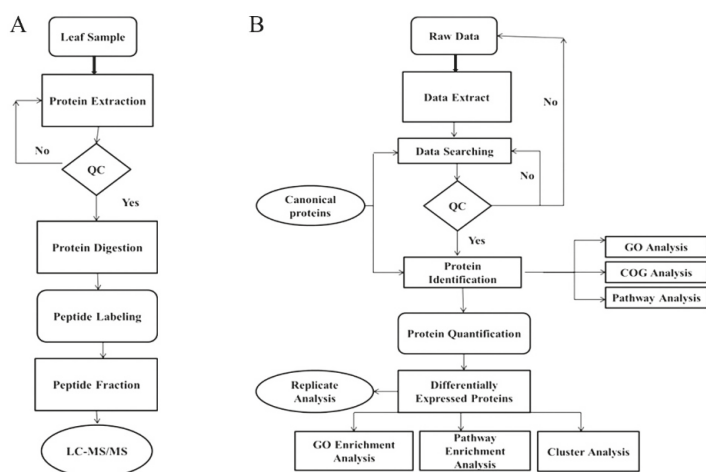 A
Leaf Sample
Protein Extraction
No
QC
Yes
Protein Digestion
Peptide Labeling
Peptide Fraction
LC-MS/MS
B
Raw Data
Data Extract
No
Data Searching
No
Canonical
proteins
QC
Yes
Protein
Identification
GO Analysis
COG Analysis
Pathway Analysis
Protein Quantification
Replicate
Analysis
Differentially
Expressed Proteins
GO Enrichment
Analysis
Pathway
Enrichment
Analysis
Cluster Analysis